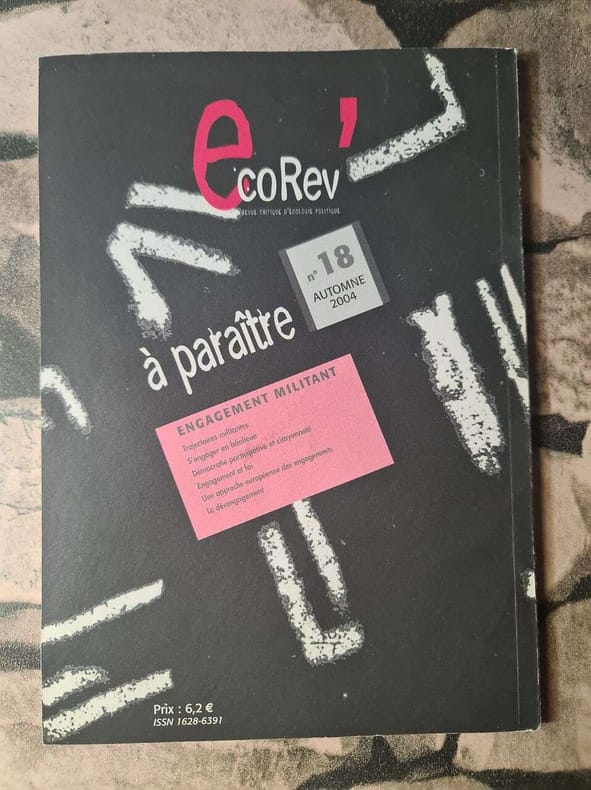 ecoRev'
REVUE CRITIQUE D'ÉCOLOGIE POLITIQUE
n° 18
AUTOMNE
2004
à paraître
ENGAGEMENT MILITANT
Trajectoires militantes
S'engager en banlieue
Démocratie participative et citoyenneté
Engagement et loi
Une approche européenne des engagements
Le désengagement
Prix : 6,2 €
ISSN 1628-6391